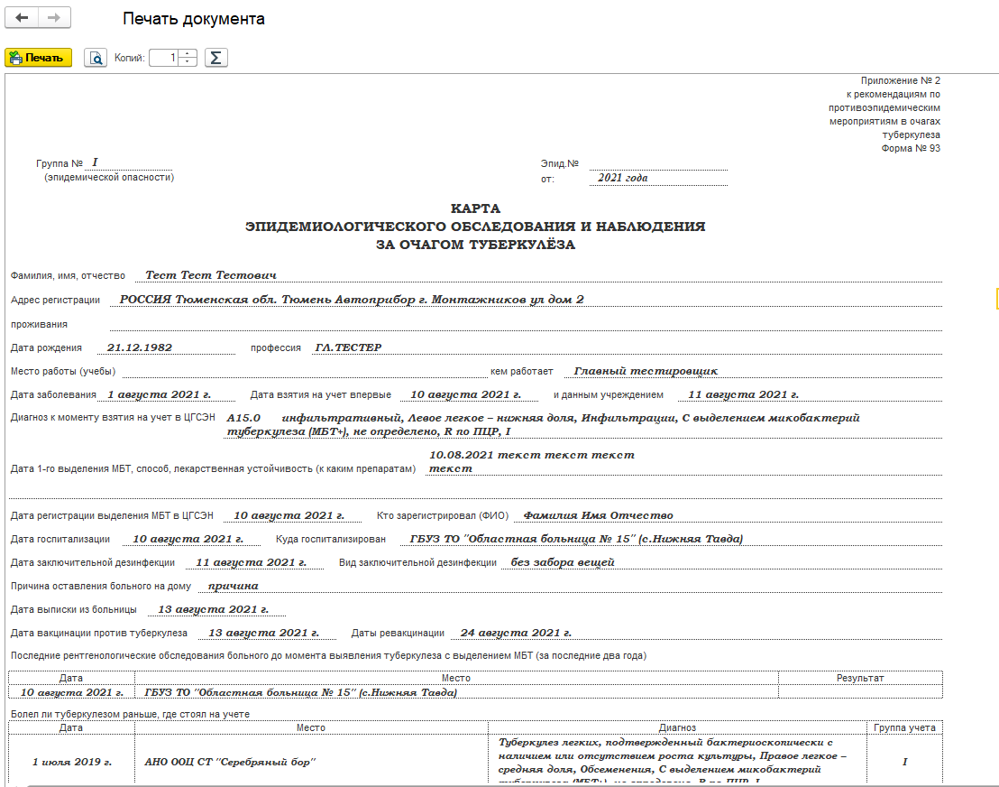 Печать документа
Печать Копий: 1 Σ
Приложение № 2
к рекомендациям по
противоэпидемическим
мероприятиям в очагах
туберкулеза
Форма № 93
Группа № I Эпид.№
(эпидемической опасности) от: 2021 года
КАРТА
ЭПИДЕМИОЛОГИЧЕСКОГО ОБСЛЕДОВАНИЯ И НАБЛЮДЕНИЯ
ЗА ОЧАГОМ ТУБЕРКУЛЁЗА
Фамилия, имя, отчество Тест Тест Тестович
Адрес регистрации РОССИЯ Тюменская обл. Тюмень Автоприбор г. Монтажников ул дом 2
проживания
Дата рождения 21.12.1982 профессия ГЛ.ТЕСТЕР
Место работы (учебы) кем работает Главный тестировщик
Дата заболевания 1 августа 2021 г. Дата взятия на учет впервые 10 августа 2021 г. и данным учреждением 11 августа 2021 г.
Диагноз к моменту взятия на учет в ЦГСЭН А15.0 инфильтративный, Левое легкое – нижняя доля, Инфильтрации, С выделением микобактерий
туберкулеза (МБТ+), не определено, R по ПЦР, I
10.08.2021 текст текст текст
Дата 1-го выделения МБТ, способ, лекарственная устойчивость (к каким препаратам) текст
Дата регистрации выделения МБТ в ЦГСЭН 10 августа 2021 г. Кто зарегистрировал (ФИО) Фамилия Имя Отчество
Дата госпитализации 10 августа 2021 г. Куда госпитализирован ГБУЗ ТО "Областная больница № 15" (с.Нижняя Тавда)
Дата заключительной дезинфекции 11 августа 2021 г. Вид заключительной дезинфекции без забора вещей
Причина оставления больного на дому причина
Дата выписки из больницы 13 августа 2021 г.
Дата вакцинации против туберкулеза 13 августа 2021 г. Даты ревакцинации 24 августа 2021 г.
Последние рентгенологические обследования больного до момента выявления туберкулеза с выделением МБТ (за последние два года)
Дата Место Результат
10 августа 2021 г. ГБУЗ ТО "Областная больница № 15" (с.Нижняя Тавда)
Болел ли туберкулезом раньше, где стоял на учете
Дата Место Диагноз Группа учета
Туберкулез легких, подтвержденный бактериоскопически с
наличием или отсутствием роста культуры, Правое легкое –
1 июля 2019 г. АНО ООЦ СТ "Серебряный бор" средняя доля, Обсеменения, С выделением микобактерий I
туберкулеза (МБТ+), не определено, R по ПЦР, I